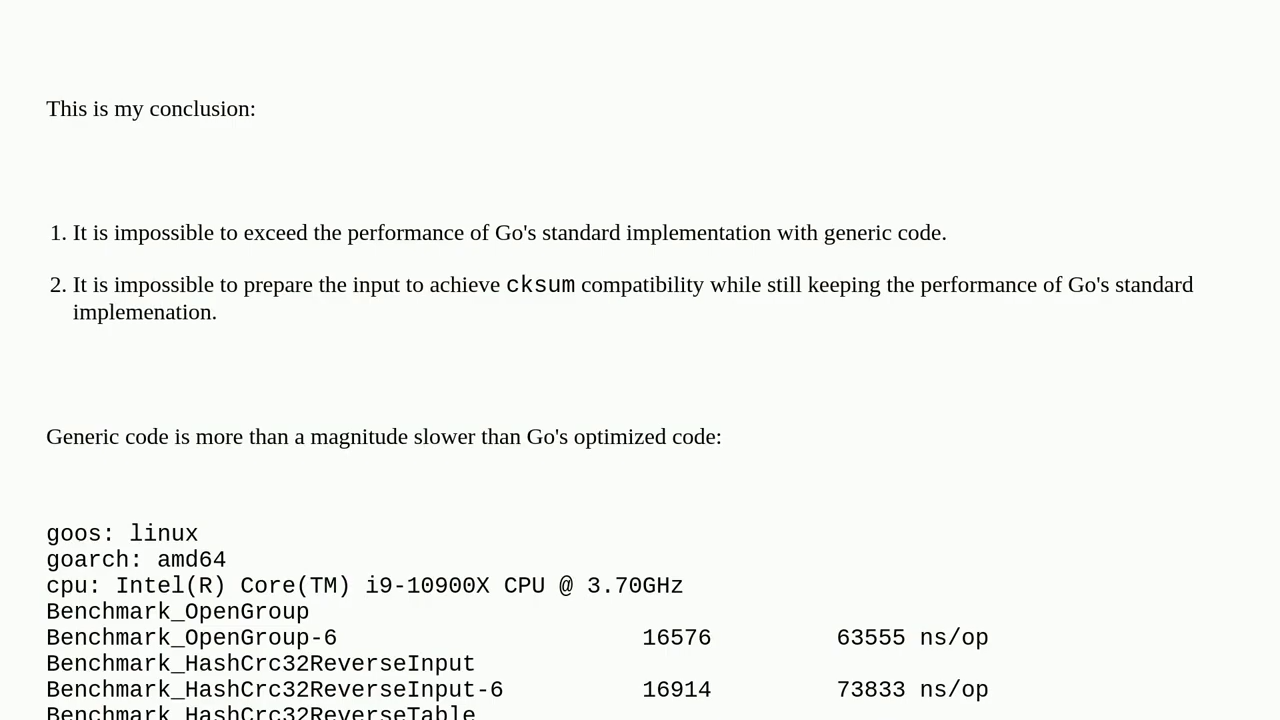 This is my conclusion:
1. It is impossible to exceed the performance of Go's standard implementation with generic code.
2. It is impossible to prepare the input to achieve cksum compatibility while still keeping the performance of Go's standard
implemenation.
Generic code is more than a magnitude slower than Go's optimized code:
goos: linux
goarch: amd64
cpu: Intel(R) Core(TM) i9-10900X CPU @ 3.70GHz
Benchmark_OpenGroup
Benchmark_OpenGroup-6                      16576         63555 ns/op
Benchmark_HashCrc32ReverseInput
Benchmark_HashCrc32ReverseInput-6          16914         73833 ns/op
Benchmark_HashCrc32ReverseTable